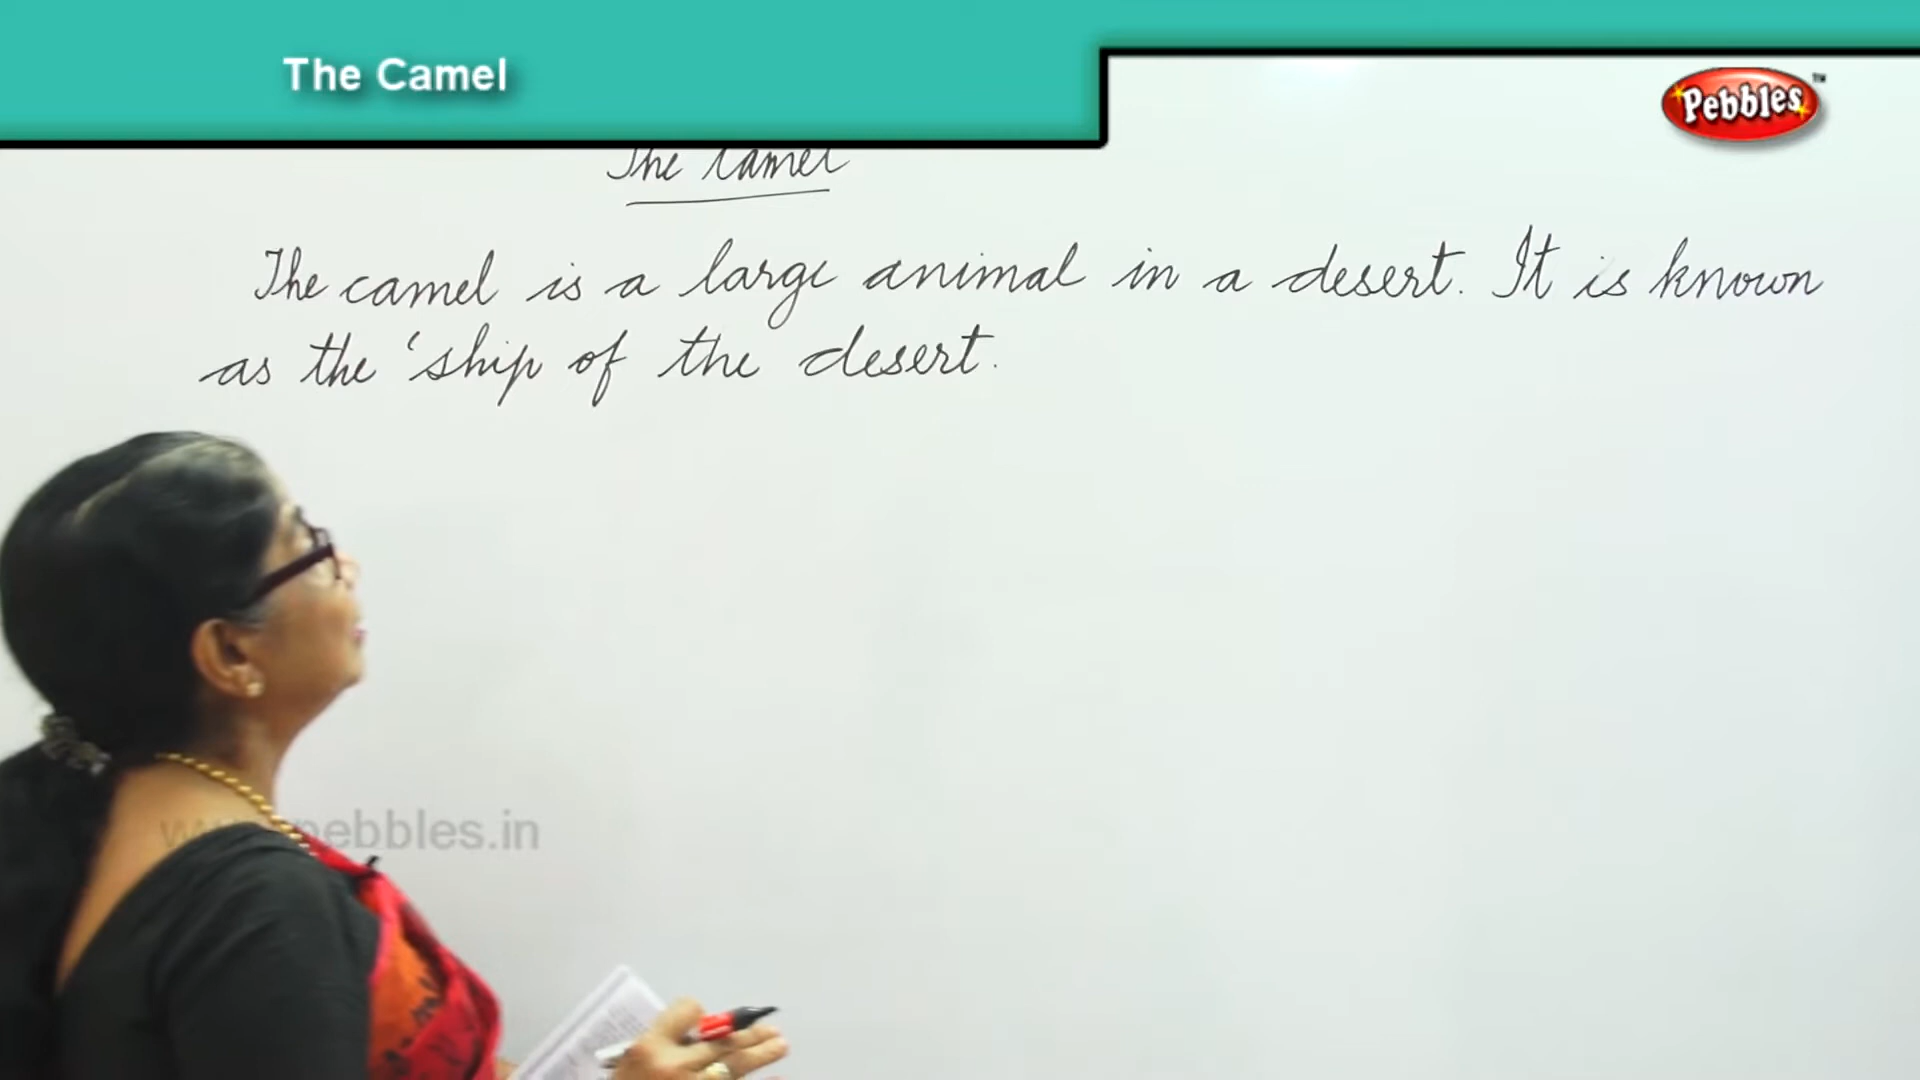 The Camel
Pebbles™
The Camel
The camel is a large animal in a desert. It is known
as the 'ship of the desert.
www.pebbles.in